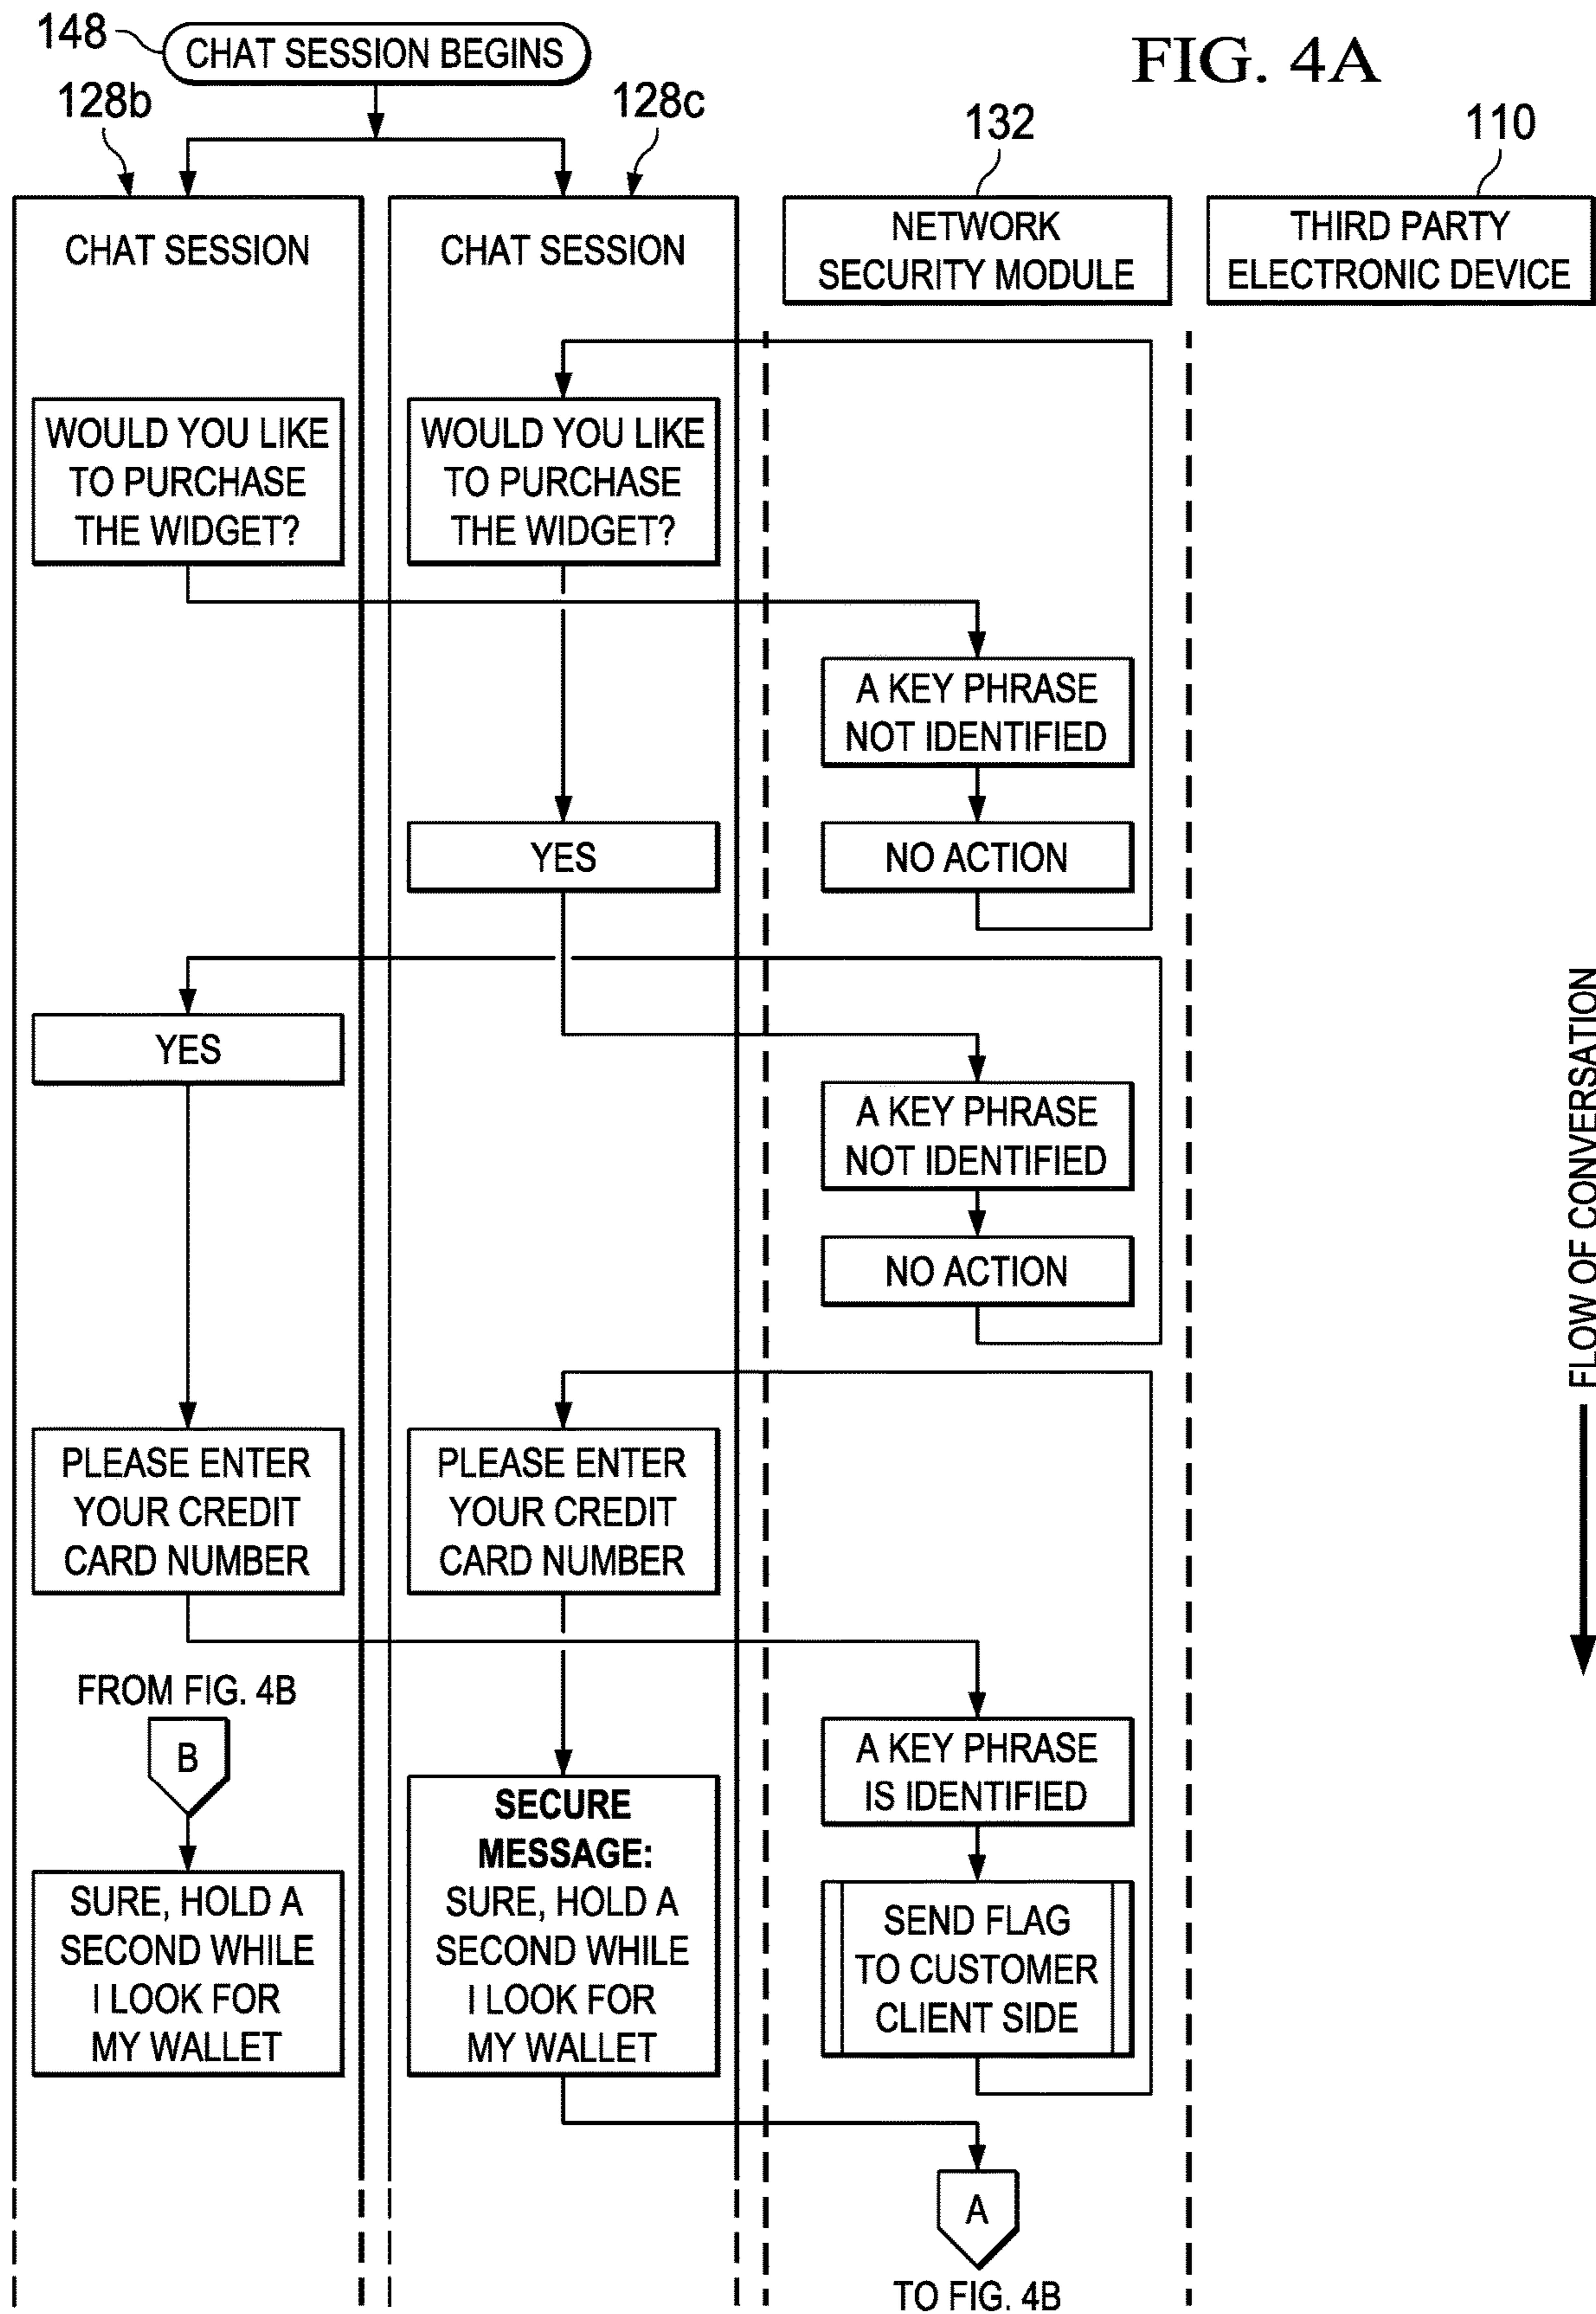 148
CHAT SESSION BEGINS
FIG. 4A
128b
128c
132
110
CHAT SESSION
CHAT SESSION
NETWORK
SECURITY MODULE
THIRD PARTY
ELECTRONIC DEVICE
WOULD YOU LIKE
TO PURCHASE
THE WIDGET?
WOULD YOU LIKE
TO PURCHASE
THE WIDGET?
A KEY PHRASE
NOT IDENTIFIED
YES
NO ACTION
YES
A KEY PHRASE
NOT IDENTIFIED
NO ACTION
FLOW OF CONVERSATION
PLEASE ENTER
YOUR CREDIT
CARD NUMBER
PLEASE ENTER
YOUR CREDIT
CARD NUMBER
FROM FIG. 4B
B
A KEY PHRASE
IS IDENTIFIED
SURE, HOLD A
SECOND WHILE
I LOOK FOR
MY WALLET
SECURE
MESSAGE:
SURE, HOLD A
SECOND WHILE
I LOOK FOR
MY WALLET
SEND FLAG
TO CUSTOMER
CLIENT SIDE
A
TO FIG. 4B